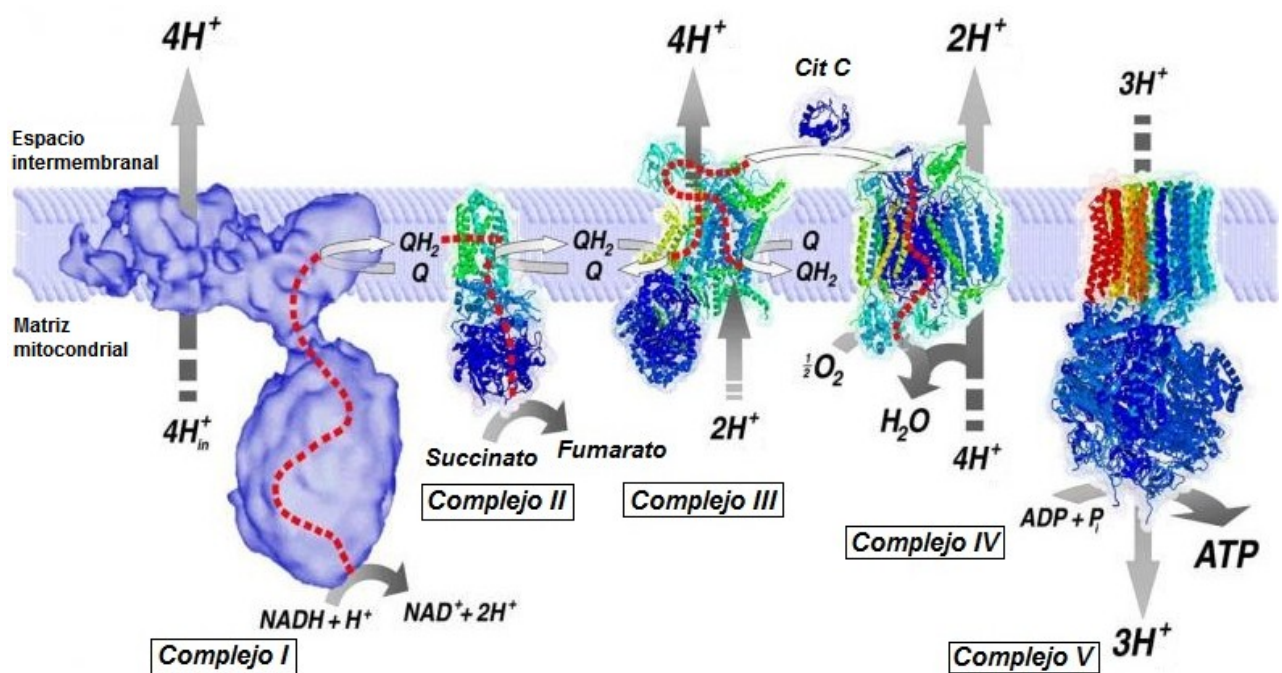 4H⁺
4H⁺
2H⁺
Cit C
3H⁺
Espacio
intermembranal
QH₂
Q
QH₂
Q
Q
QH₂
Matriz
mitocondrial
½O₂
4H⁺in
2H⁺
H₂O
4H⁺
Succinato
Fumarato
Complejo II
Complejo III
ADP + Pi
Complejo IV
ATP
NADH + H⁺
NAD⁺ + 2H⁺
Complejo I
Complejo V
3H⁺